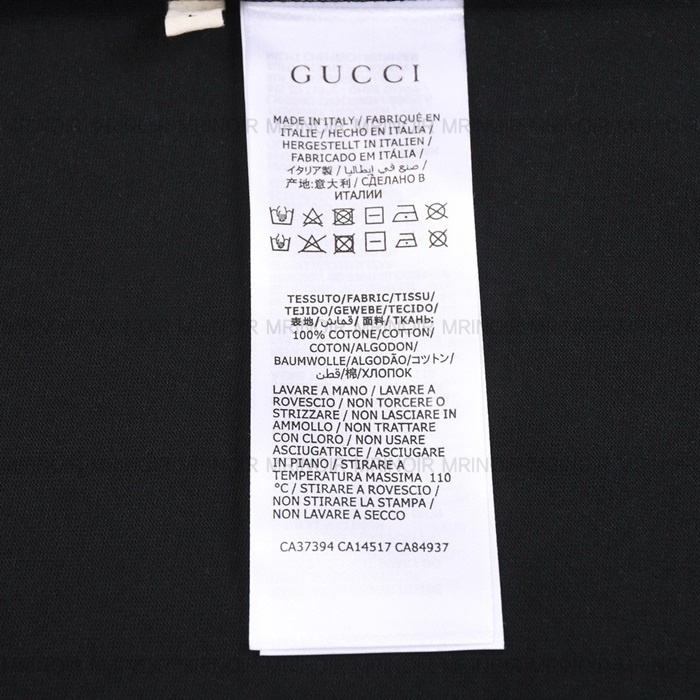 GUCCI
MADE IN ITALY / FABRIQUÉ EN
ITALIE / HECHO EN ITALIA /
HERGESTELLT IN ITALIEN /
FABRICADO EM ITÁLIA /
イタリア製 / صنع في إيطاليا /
产地:意大利 / СДЕЛАНО В
ИТАЛИИ
TESSUTO/FABRIC/TISSU/
TEJIDO/GEWEBE/TECIDO/
表地/قماش/ 面料/ТКАНЬ:
100% COTONE/COTTON/
COTON/ALGODON/
BAUMWOLLE/ALGODÃO/コットン/
قطن/棉/ХЛОПОК
LAVARE A MANO / LAVARE A
ROVESCIO / NON TORCERE O
STRIZZARE / NON LASCIARE IN
AMMOLLO / NON TRATTARE
CON CLORO / NON USARE
ASCIUGATRICE / ASCIUGARE
IN PIANO / STIRARE A
TEMPERATURA MASSIMA 110
°C / STIRARE A ROVESCIO /
NON STIRARE LA STAMPA /
NON LAVARE A SECCO
CA37394 CA14517 CA84937